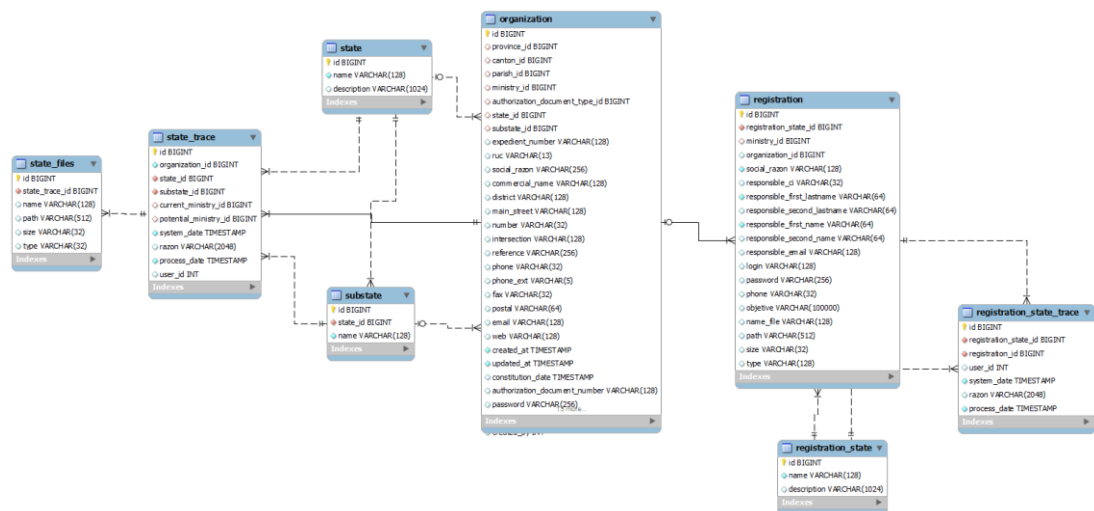 organization
id BIGINT
province_id BIGINT
canton_id BIGINT
parish_id BIGINT
ministry_id BIGINT
authorization_document_type_id BIGINT
state_id BIGINT
substate_id BIGINT
expedient_number VARCHAR(128)
ruc VARCHAR(13)
social_razon VARCHAR(256)
commercial_name VARCHAR(128)
district VARCHAR(128)
main_street VARCHAR(128)
number VARCHAR(32)
intersection VARCHAR(128)
reference VARCHAR(256)
phone VARCHAR(32)
phone_ext VARCHAR(5)
fax VARCHAR(32)
postal VARCHAR(64)
email VARCHAR(128)
web VARCHAR(128)
created_at TIMESTAMP
updated_at TIMESTAMP
constitution_date TIMESTAMP
authorization_document_number VARCHAR(128)
password VARCHAR(256)
Indexes
state
id BIGINT
name VARCHAR(128)
description VARCHAR(1024)
Indexes
state_trace
id BIGINT
organization_id BIGINT
state_id BIGINT
substate_id BIGINT
current_ministry_id BIGINT
potential_ministry_id BIGINT
system_date TIMESTAMP
razon VARCHAR(2048)
process_date TIMESTAMP
user_id INT
Indexes
state_files
id BIGINT
state_trace_id BIGINT
name VARCHAR(128)
path VARCHAR(512)
size VARCHAR(32)
type VARCHAR(32)
Indexes
substate
id BIGINT
state_id BIGINT
name VARCHAR(128)
Indexes
registration
id BIGINT
registration_state_id BIGINT
ministry_id BIGINT
organization_id BIGINT
social_razon VARCHAR(128)
responsible_ci VARCHAR(32)
responsible_first_lastname VARCHAR(64)
responsible_second_lastname VARCHAR(64)
responsible_first_name VARCHAR(64)
responsible_second_name VARCHAR(64)
responsible_email VARCHAR(128)
login VARCHAR(128)
password VARCHAR(256)
phone VARCHAR(32)
objetive VARCHAR(100000)
name_file VARCHAR(128)
path VARCHAR(512)
size VARCHAR(32)
type VARCHAR(128)
Indexes
registration_state_trace
id BIGINT
registration_state_id BIGINT
registration_id BIGINT
user_id INT
system_date TIMESTAMP
razon VARCHAR(2048)
process_date TIMESTAMP
Indexes
registration_state
id BIGINT
name VARCHAR(128)
description VARCHAR(1024)
Indexes